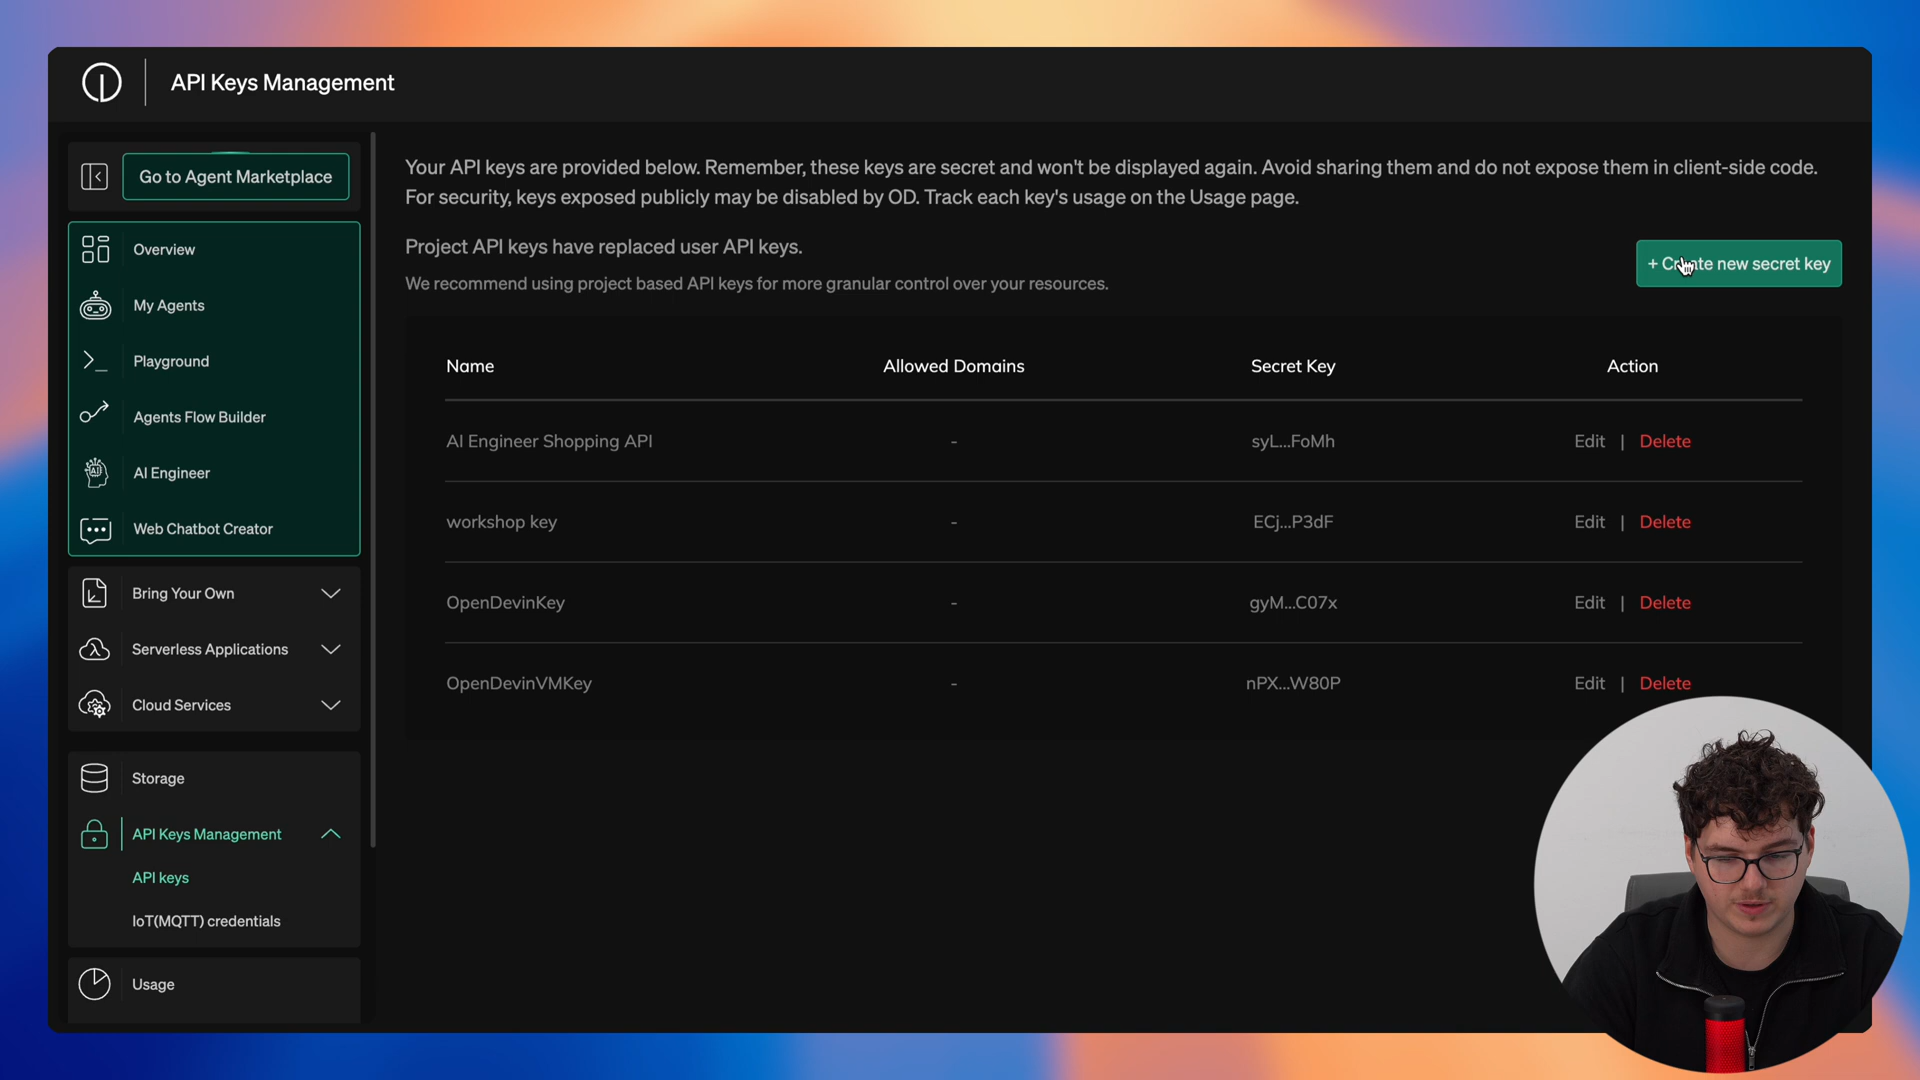 API Keys Management
Go to Agent Marketplace
Overview
My Agents
Playground
Agents Flow Builder
AI Engineer
Web Chatbot Creator
Bring Your Own
Serverless Applications
Cloud Services
Storage
API Keys Management
API keys
IoT(MQTT) credentials
Usage
Your API keys are provided below. Remember, these keys are secret and won't be displayed again. Avoid sharing them and do not expose them in client-side code.
For security, keys exposed publicly may be disabled by OD. Track each key's usage on the Usage page.
Project API keys have replaced user API keys.
We recommend using project based API keys for more granular control over your resources.
+ Create new secret key
Name Allowed Domains Secret Key Action
AI Engineer Shopping API - syL...FoMh Edit | Delete
workshop key - ECj...P3dF Edit | Delete
OpenDevinKey - gyM...C07x Edit | Delete
OpenDevinVMKey - nPX...W80P Edit | Delete